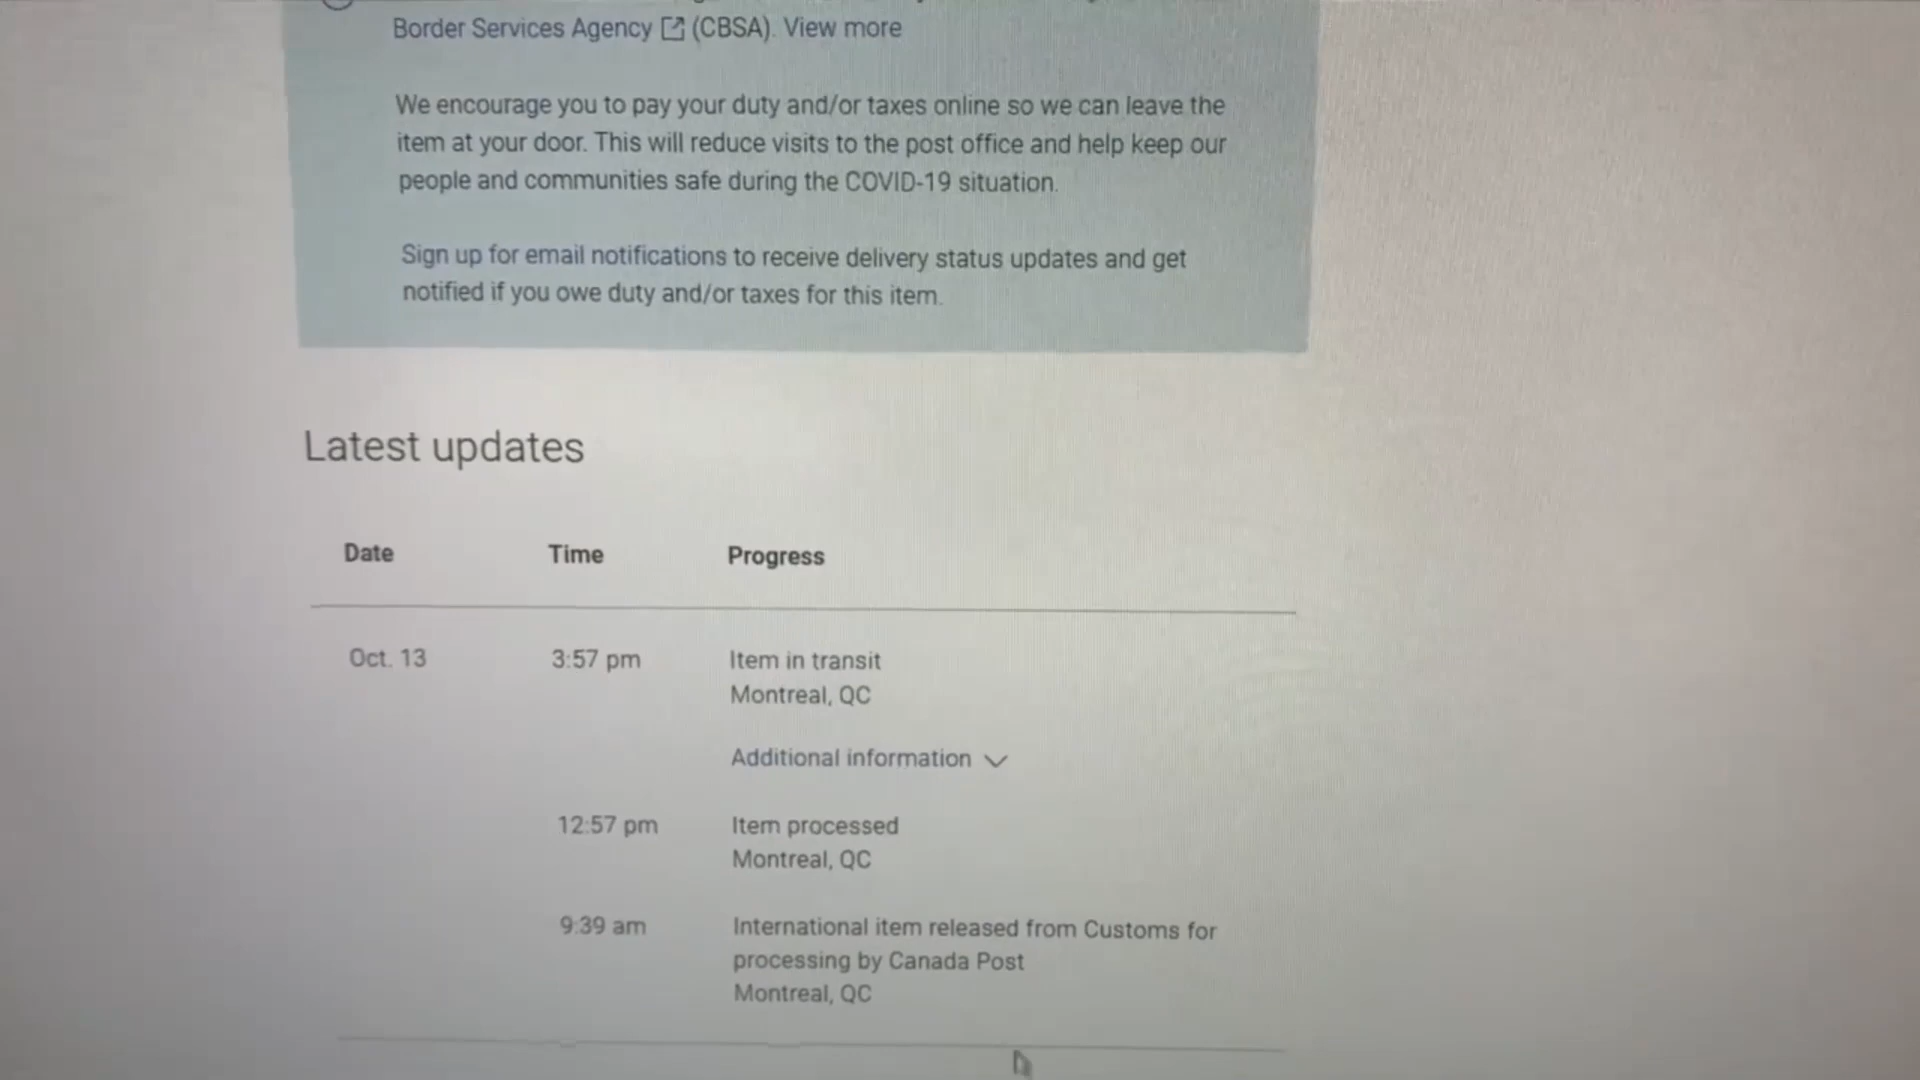 Border Services Agency (CBSA). View more
We encourage you to pay your duty and/or taxes online so we can leave the
item at your door. This will reduce visits to the post office and help keep our
people and communities safe during the COVID-19 situation.
Sign up for email notifications to receive delivery status updates and get
notified if you owe duty and/or taxes for this item.
Latest updates
Date Time Progress
Oct. 13 3:57 pm Item in transit
Montreal, QC
Additional information
12:57 pm Item processed
Montreal, QC
9:39 am International item released from Customs for
processing by Canada Post
Montreal, QC